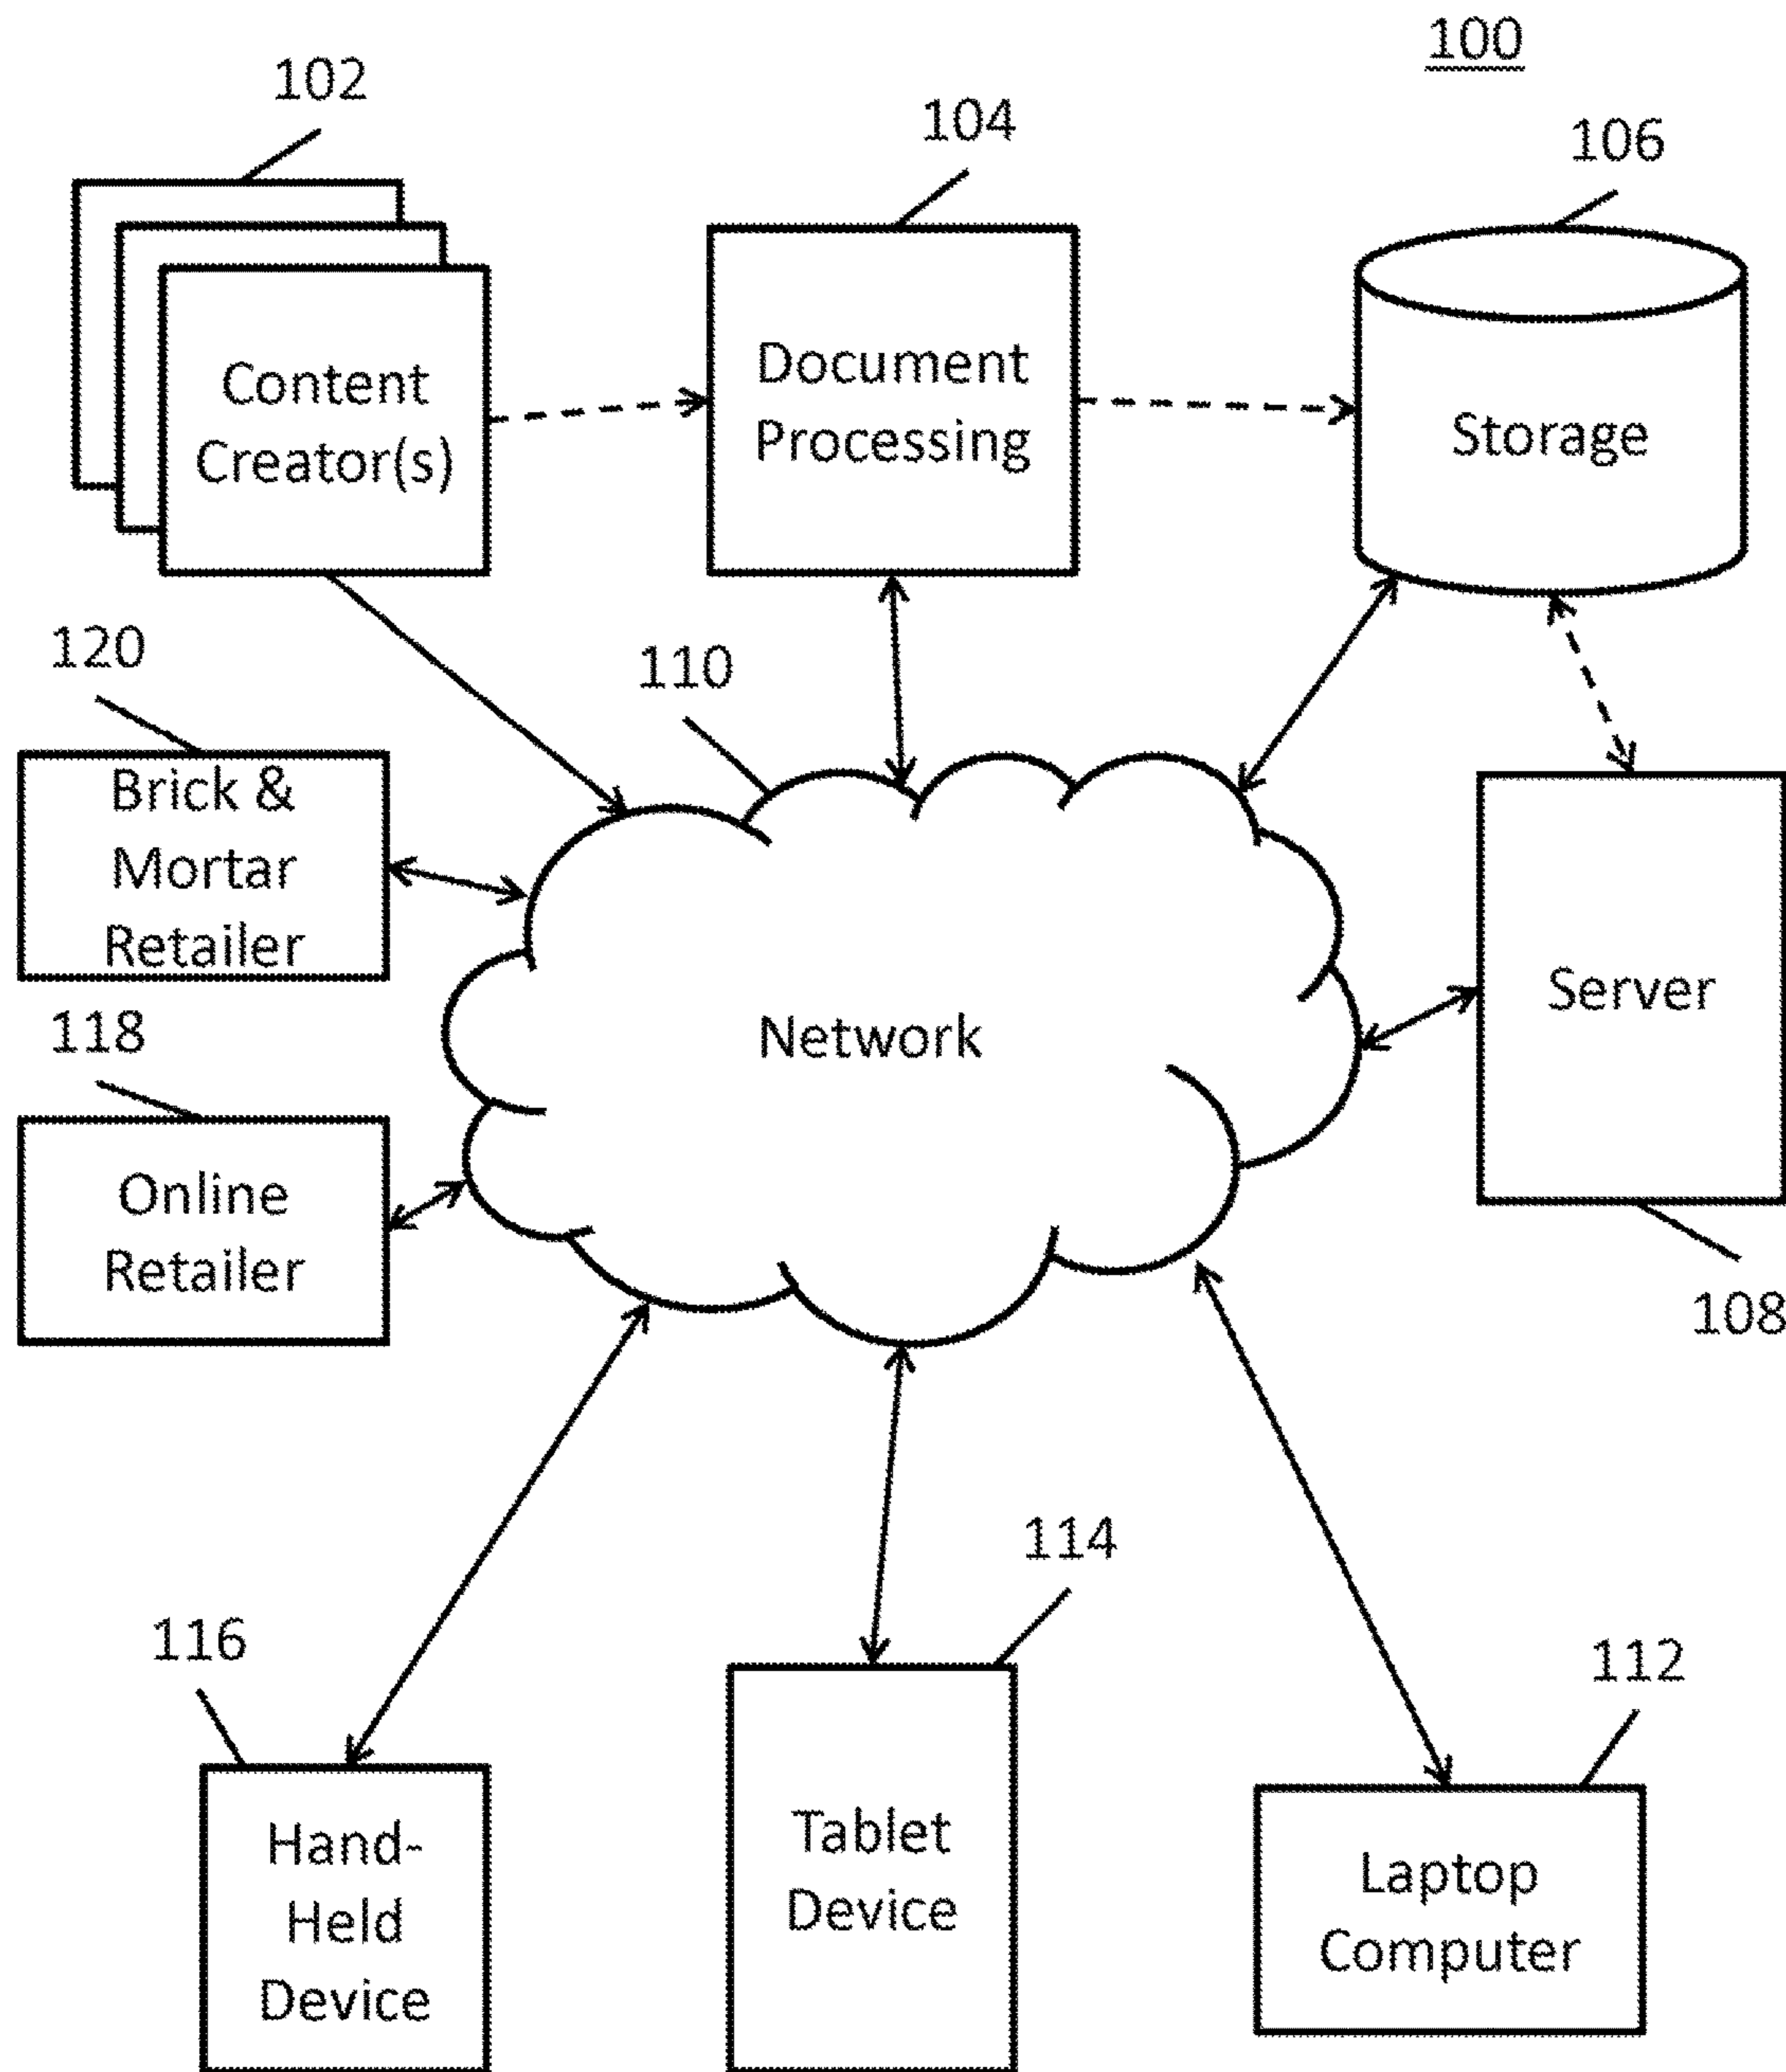 100
102
104
106
Content
Creator(s)
Document
Processing
Storage
120
110
Brick &
Mortar
Retailer
118
Network
Server
Online
Retailer
108
114
116
112
Hand-
Held
Device
Tablet
Device
Laptop
Computer